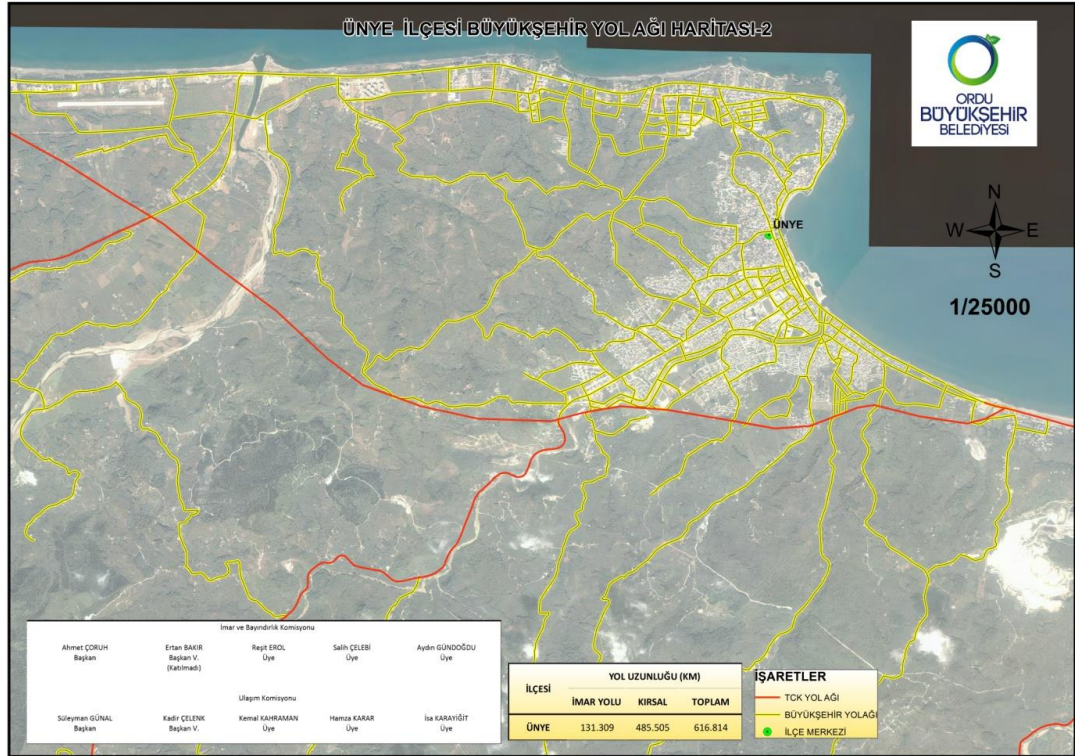 ÜNYE İLÇESİ BÜYÜKŞEHİR YOL AĞI HARİTASI-2
ORDU
BÜYÜKŞEHİR
BELEDİYESİ
N
W E
S
1/25000
ÜNYE
İmar ve Bayındırlık Komisyonu
Ahmet ÇORUH Ertan BAKIR Reşit EROL Salih ÇELEBİ Aydın GÜNDOĞDU
Başkan Başkan V. Üye Üye Üye
(Katılmadı)
Ulaşım Komisyonu
Süleyman GÜNAL Kadir ÇELENK Kemal KAHRAMAN Hamza KARAR İsa KARAYİĞİT
Başkan Başkan V. Üye Üye Üye
İLÇESİ YOL UZUNLUĞU (KM)
İMAR YOLU KIRSAL TOPLAM
ÜNYE 131.309 485.505 616.814
İŞARETLER
TCK YOL AĞI
BÜYÜKŞEHİR YOLAĞI
İLÇE MERKEZİ